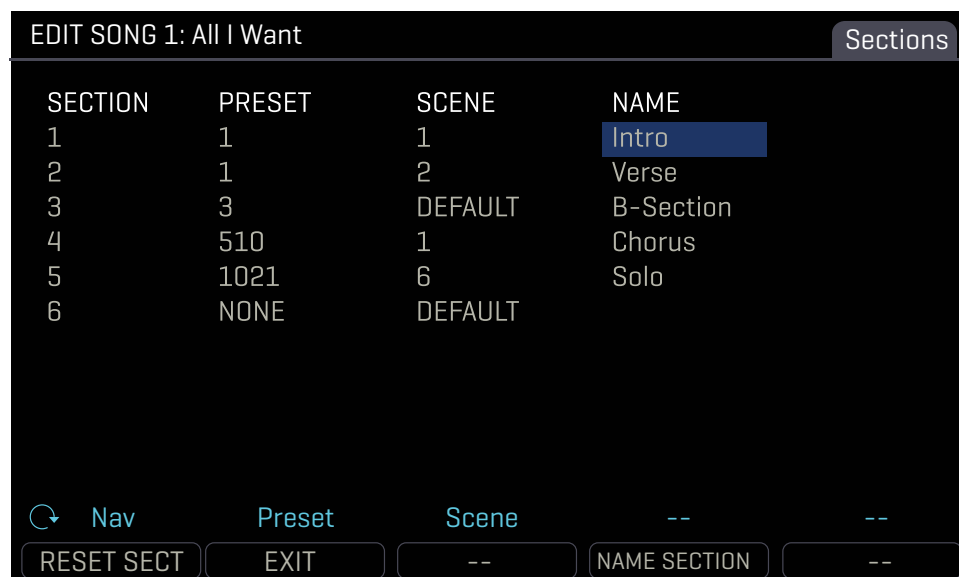 EDIT SONG 1: All I Want
Sections
SECTION PRESET SCENE NAME
1 1 1 Intro
2 1 2 Verse
3 3 DEFAULT B-Section
4 510 1 Chorus
5 1021 6 Solo
6 NONE DEFAULT
Nav Preset Scene -- --
RESET SECT EXIT -- NAME SECTION --